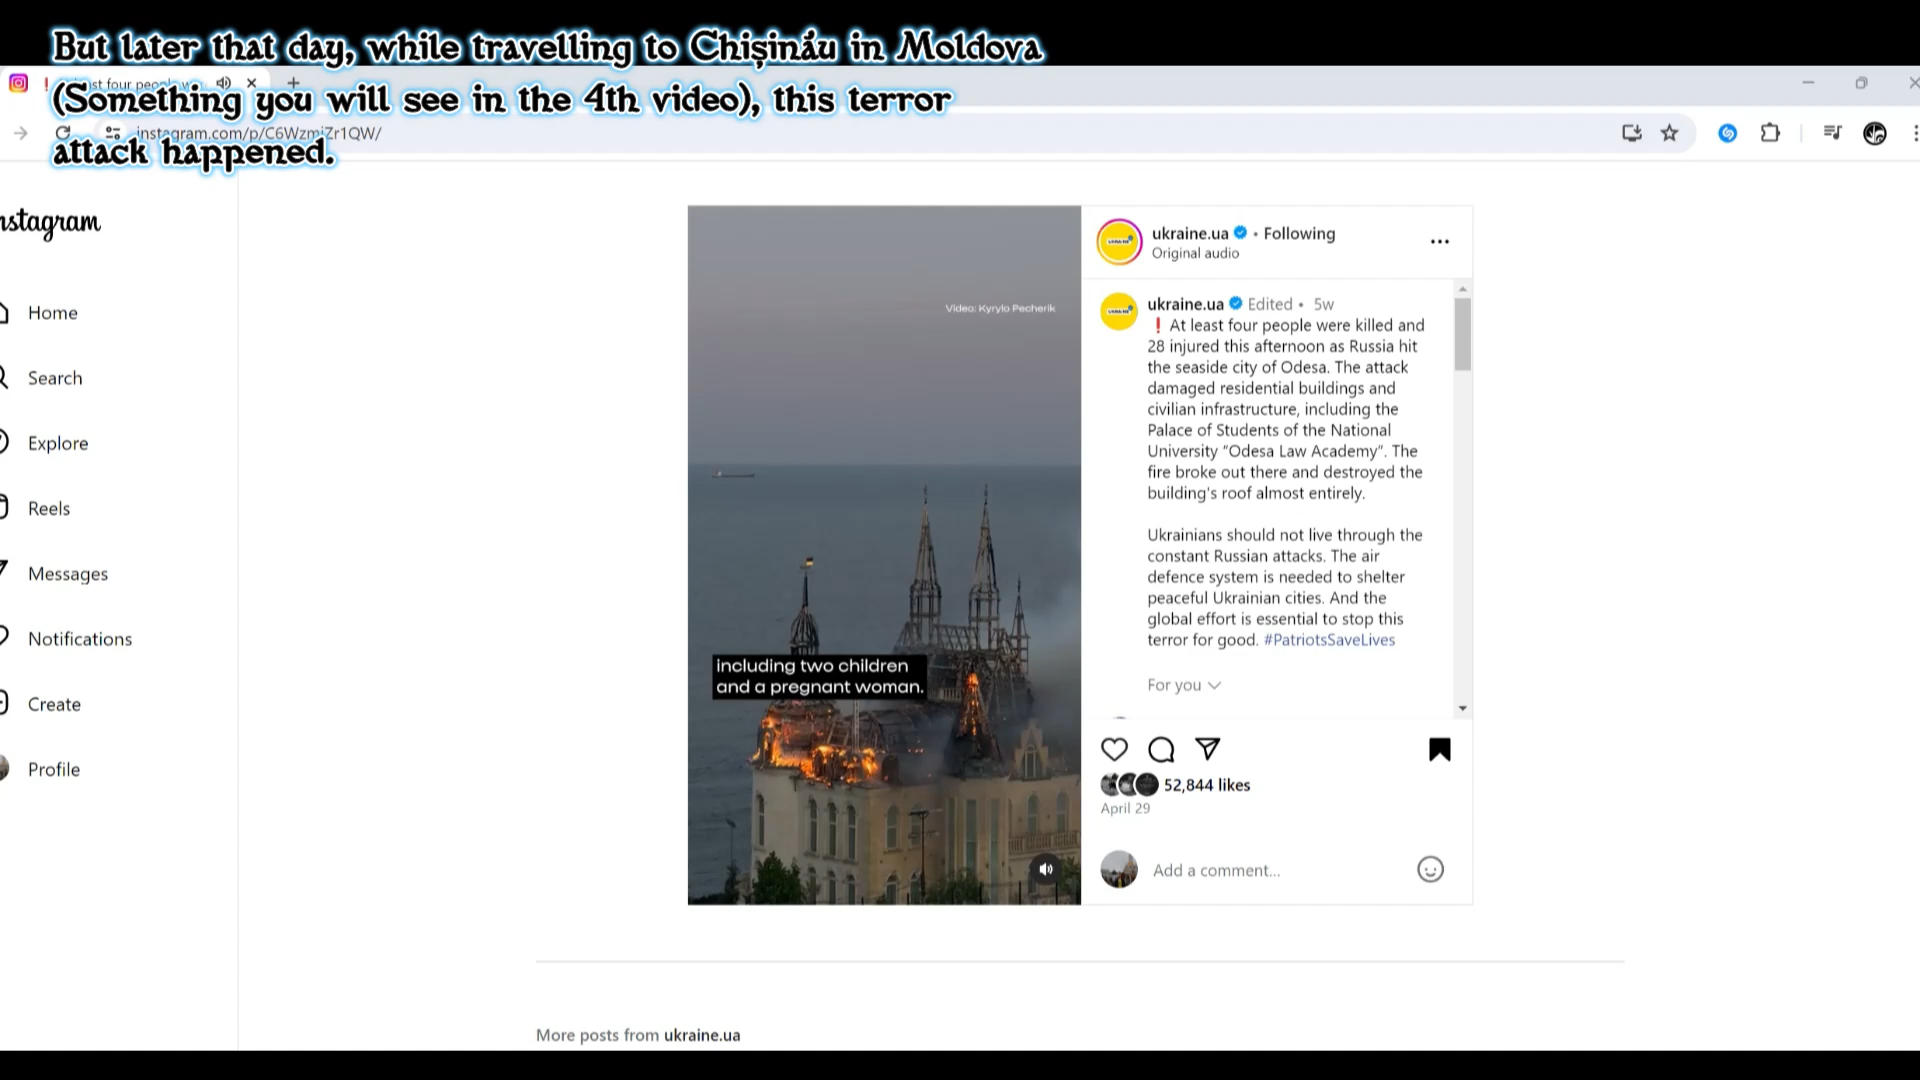 But later that day, while travelling to Chișinău in Moldova
(Something you will see in the 4th video), this terror
attack happened.
instagram.com/p/C6WzmjZr1QW/
nstagram
Home
Search
Explore
Reels
Messages
Notifications
Create
Profile
Video: Kyrylo Pecherik
including two children
and a pregnant woman.
ukraine.ua • Following
Original audio
ukraine.ua Edited • 5w
❗ At least four people were killed and
28 injured this afternoon as Russia hit
the seaside city of Odesa. The attack
damaged residential buildings and
civilian infrastructure, including the
Palace of Students of the National
University “Odesa Law Academy”. The
fire broke out there and destroyed the
building's roof almost entirely.
Ukrainians should not live through the
constant Russian attacks. The air
defence system is needed to shelter
peaceful Ukrainian cities. And the
global effort is essential to stop this
terror for good. #PatriotsSaveLives
For you
52,844 likes
April 29
Add a comment...
More posts from ukraine.ua